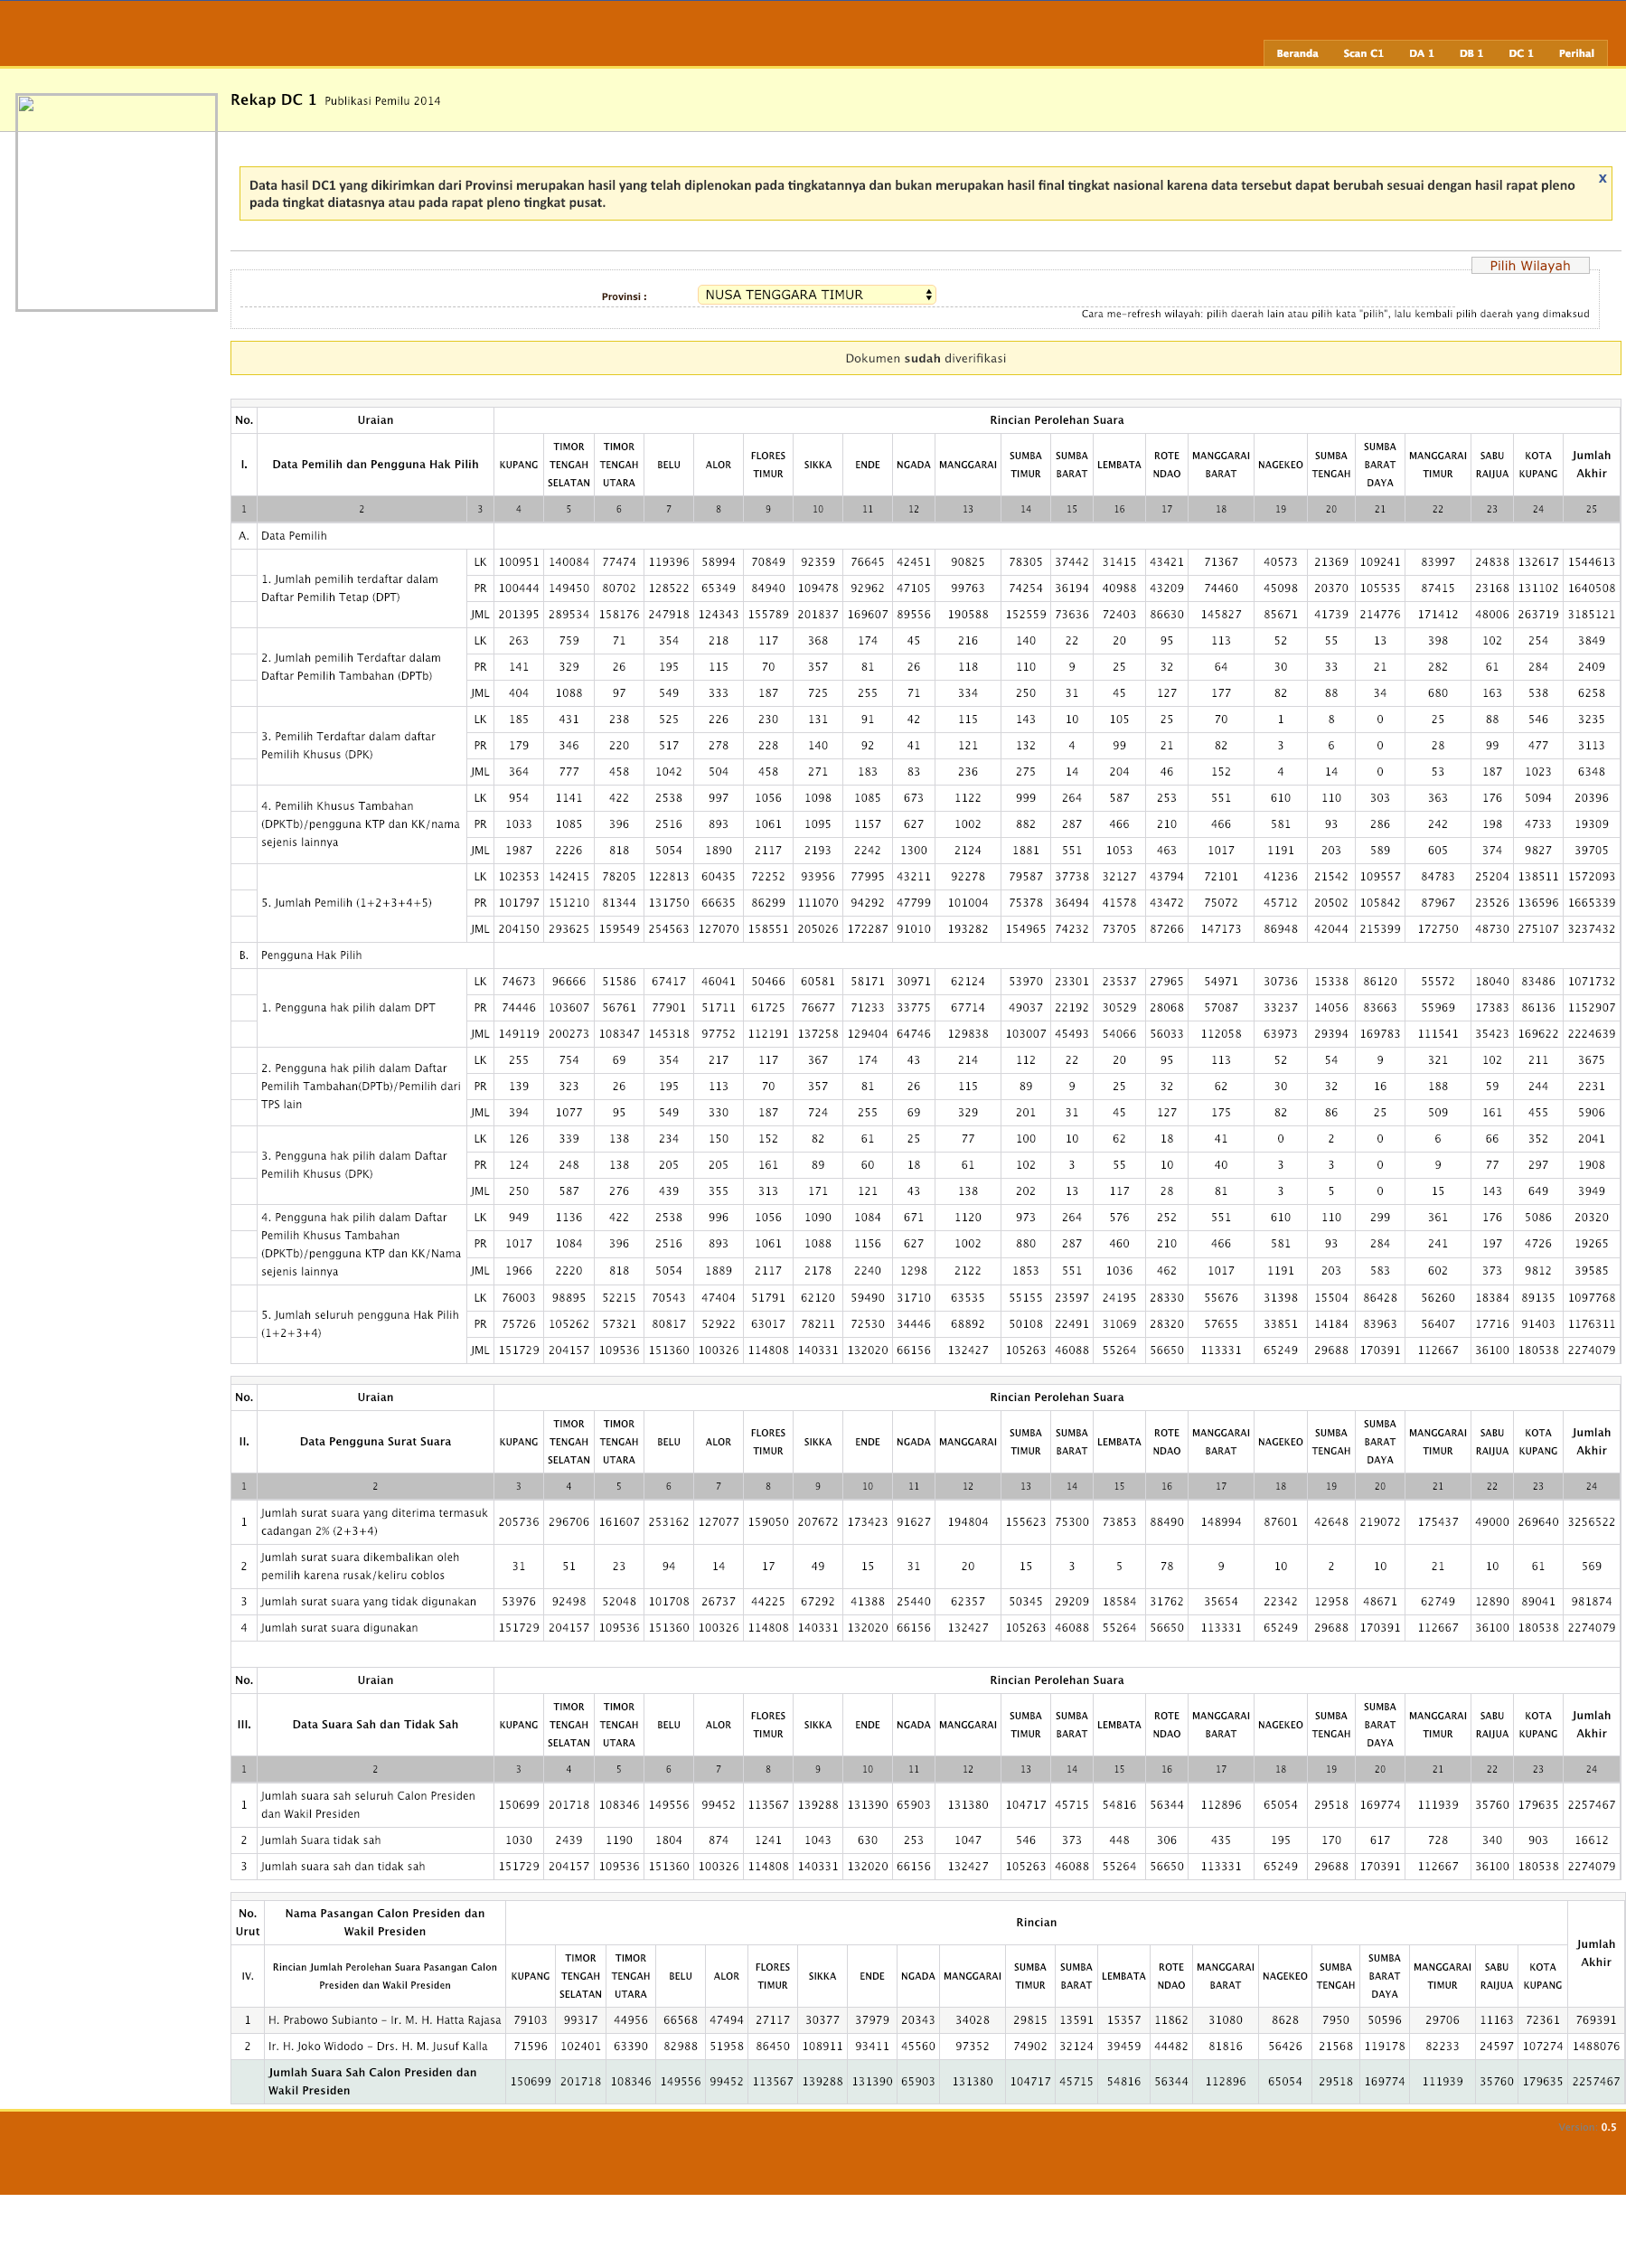 Beranda Scan C1 DA 1 DB 1 DC 1 Perihal
Rekap DC 1 Publikasi Pemilu 2014
Data hasil DC1 yang dikirimkan dari Provinsi merupakan hasil yang telah diplenokan pada tingkatannya dan bukan merupakan hasil final tingkat nasional karena data tersebut dapat berubah sesuai dengan hasil rapat pleno
pada tingkat diatasnya atau pada rapat pleno tingkat pusat.
x
Pilih Wilayah
Provinsi : NUSA TENGGARA TIMUR
Cara me-refresh wilayah: pilih daerah lain atau pilih kata "pilih", lalu kembali pilih daerah yang dimaksud
Dokumen sudah diverifikasi
No. Uraian Rincian Perolehan Suara
I. Data Pemilih dan Pengguna Hak Pilih KUPANG TIMOR TENGAH SELATAN TIMOR TENGAH UTARA BELU ALOR FLORES TIMUR SIKKA ENDE NGADA MANGGARAI SUMBA TIMUR SUMBA BARAT LEMBATA ROTE NDAO MANGGARAI BARAT NAGEKEO SUMBA TENGAH SUMBA BARAT DAYA MANGGARAI TIMUR SABU RAIJUA KOTA KUPANG Jumlah Akhir
1 2 3 4 5 6 7 8 9 10 11 12 13 14 15 16 17 18 19 20 21 22 23 24 25
A. Data Pemilih
1. Jumlah pemilih terdaftar dalam Daftar Pemilih Tetap (DPT)
LK 100951 140084 77474 119396 58994 70849 92359 76645 42451 90825 78305 37442 31415 43421 71367 40573 21369 109241 83997 24838 132617 1544613
PR 100444 149450 80702 128522 65349 84940 109478 92962 47105 99763 74254 36194 40988 43209 74460 45098 20370 105535 87415 23168 131102 1640508
JML 201395 289534 158176 247918 124343 155789 201837 169607 89556 190588 152559 73636 72403 86630 145827 85671 41739 214776 171412 48006 263719 3185121
2. Jumlah pemilih Terdaftar dalam Daftar Pemilih Tambahan (DPTb)
LK 263 759 71 354 218 117 368 174 45 216 140 22 20 95 113 52 55 13 398 102 254 3849
PR 141 329 26 195 115 70 357 81 26 118 110 9 25 32 64 30 33 21 282 61 284 2409
JML 404 1088 97 549 333 187 725 255 71 334 250 31 45 127 177 82 88 34 680 163 538 6258
3. Pemilih Terdaftar dalam daftar Pemilih Khusus (DPK)
LK 185 431 238 525 226 230 131 91 42 115 143 10 105 25 70 1 8 0 25 88 546 3235
PR 179 346 220 517 278 228 140 92 41 121 132 4 99 21 82 3 6 0 28 99 477 3113
JML 364 777 458 1042 504 458 271 183 83 236 275 14 204 46 152 4 14 0 53 187 1023 6348
4. Pemilih Khusus Tambahan (DPKTb)/pengguna KTP dan KK/nama sejenis lainnya
LK 954 1141 422 2538 997 1056 1098 1085 673 1122 999 264 587 253 551 610 110 303 363 176 5094 20396
PR 1033 1085 396 2516 893 1061 1095 1157 627 1002 882 287 466 210 466 581 93 286 242 198 4733 19309
JML 1987 2226 818 5054 1890 2117 2193 2242 1300 2124 1881 551 1053 463 1017 1191 203 589 605 374 9827 39705
5. Jumlah Pemilih (1+2+3+4+5)
LK 102353 142415 78205 122813 60435 72252 93956 77995 43211 92278 79587 37738 32127 43794 72101 41236 21542 109557 84783 25204 138511 1572093
PR 101797 151210 81344 131750 66635 86299 111070 94292 47799 101004 75378 36494 41578 43472 75072 45712 20502 105842 87967 23526 136596 1665339
JML 204150 293625 159549 254563 127070 158551 205026 172287 91010 193282 154965 74232 73705 87266 147173 86948 42044 215399 172750 48730 275107 3237432
B. Pengguna Hak Pilih
1. Pengguna hak pilih dalam DPT
LK 74673 96666 51586 67417 46041 50466 60581 58171 30971 62124 53970 23301 23537 27965 54971 30736 15338 86120 55572 18040 83486 1071732
PR 74446 103607 56761 77901 51711 61725 76677 71233 33775 67714 49037 22192 30529 28068 57087 33237 14056 83663 55969 17383 86136 1152907
JML 149119 200273 108347 145318 97752 112191 137258 129404 64746 129838 103007 45493 54066 56033 112058 63973 29394 169783 111541 35423 169622 2224639
2. Pengguna hak pilih dalam Daftar Pemilih Tambahan(DPTb)/Pemilih dari TPS lain
LK 255 754 69 354 217 117 367 174 43 214 112 22 20 95 113 52 54 9 321 102 211 3675
PR 139 323 26 195 113 70 357 81 26 115 89 9 25 32 62 30 32 16 188 59 244 2231
JML 394 1077 95 549 330 187 724 255 69 329 201 31 45 127 175 82 86 25 509 161 455 5906
3. Pengguna hak pilih dalam Daftar Pemilih Khusus (DPK)
LK 126 339 138 234 150 152 82 61 25 77 100 10 62 18 41 0 2 0 6 66 352 2041
PR 124 248 138 205 205 161 89 60 18 61 102 3 55 10 40 3 3 0 9 77 297 1908
JML 250 587 276 439 355 313 171 121 43 138 202 13 117 28 81 3 5 0 15 143 649 3949
4. Pengguna hak pilih dalam Daftar Pemilih Khusus Tambahan (DPKTb)/pengguna KTP dan KK/Nama sejenis lainnya
LK 949 1136 422 2538 996 1056 1090 1084 671 1120 973 264 576 252 551 610 110 299 361 176 5086 20320
PR 1017 1084 396 2516 893 1061 1088 1156 627 1002 880 287 460 210 466 581 93 284 241 197 4726 19265
JML 1966 2220 818 5054 1889 2117 2178 2240 1298 2122 1853 551 1036 462 1017 1191 203 583 602 373 9812 39585
5. Jumlah seluruh pengguna Hak Pilih (1+2+3+4)
LK 76003 98895 52215 70543 47404 51791 62120 59490 31710 63535 55155 23597 24195 28330 55676 31398 15504 86428 56260 18384 89135 1097768
PR 75726 105262 57321 80817 52922 63017 78211 72530 34446 68892 50108 22491 31069 28320 57655 33851 14184 83963 56407 17716 91403 1176311
JML 151729 204157 109536 151360 100326 114808 140331 132020 66156 132427 105263 46088 55264 56650 113331 65249 29688 170391 112667 36100 180538 2274079
No. Uraian Rincian Perolehan Suara
II. Data Pengguna Surat Suara KUPANG TIMOR TENGAH SELATAN TIMOR TENGAH UTARA BELU ALOR FLORES TIMUR SIKKA ENDE NGADA MANGGARAI SUMBA TIMUR SUMBA BARAT LEMBATA ROTE NDAO MANGGARAI BARAT NAGEKEO SUMBA TENGAH SUMBA BARAT DAYA MANGGARAI TIMUR SABU RAIJUA KOTA KUPANG Jumlah Akhir
1 2 3 4 5 6 7 8 9 10 11 12 13 14 15 16 17 18 19 20 21 22 23 24
1 Jumlah surat suara yang diterima termasuk cadangan 2% (2+3+4) 205736 296706 161607 253162 127077 159050 207672 173423 91627 194804 155623 75300 73853 88490 148994 87601 42648 219072 175437 49000 269640 3256522
2 Jumlah surat suara dikembalikan oleh pemilih karena rusak/keliru coblos 31 51 23 94 14 17 49 15 31 20 15 3 5 78 9 10 2 10 21 10 61 569
3 Jumlah surat suara yang tidak digunakan 53976 92498 52048 101708 26737 44225 67292 41388 25440 62357 50345 29209 18584 31762 35654 22342 12958 48671 62749 12890 89041 981874
4 Jumlah surat suara digunakan 151729 204157 109536 151360 100326 114808 140331 132020 66156 132427 105263 46088 55264 56650 113331 65249 29688 170391 112667 36100 180538 2274079
No. Uraian Rincian Perolehan Suara
III. Data Suara Sah dan Tidak Sah KUPANG TIMOR TENGAH SELATAN TIMOR TENGAH UTARA BELU ALOR FLORES TIMUR SIKKA ENDE NGADA MANGGARAI SUMBA TIMUR SUMBA BARAT LEMBATA ROTE NDAO MANGGARAI BARAT NAGEKEO SUMBA TENGAH SUMBA BARAT DAYA MANGGARAI TIMUR SABU RAIJUA KOTA KUPANG Jumlah Akhir
1 2 3 4 5 6 7 8 9 10 11 12 13 14 15 16 17 18 19 20 21 22 23 24
1 Jumlah suara sah seluruh Calon Presiden dan Wakil Presiden 150699 201718 108346 149556 99452 113567 139288 131390 65903 131380 104717 45715 54816 56344 112896 65054 29518 169774 111939 35760 179635 2257467
2 Jumlah Suara tidak sah 1030 2439 1190 1804 874 1241 1043 630 253 1047 546 373 448 306 435 195 170 617 728 340 903 16612
3 Jumlah suara sah dan tidak sah 151729 204157 109536 151360 100326 114808 140331 132020 66156 132427 105263 46088 55264 56650 113331 65249 29688 170391 112667 36100 180538 2274079
No. Urut Nama Pasangan Calon Presiden dan Wakil Presiden Rincian Jumlah Akhir
IV. Rincian Jumlah Perolehan Suara Pasangan Calon Presiden dan Wakil Presiden KUPANG TIMOR TENGAH SELATAN TIMOR TENGAH UTARA BELU ALOR FLORES TIMUR SIKKA ENDE NGADA MANGGARAI SUMBA TIMUR SUMBA BARAT LEMBATA ROTE NDAO MANGGARAI BARAT NAGEKEO SUMBA TENGAH SUMBA BARAT DAYA MANGGARAI TIMUR SABU RAIJUA KOTA KUPANG
1 H. Prabowo Subianto - Ir. M. H. Hatta Rajasa 79103 99317 44956 66568 47494 27117 30377 37979 20343 34028 29815 13591 15357 11862 31080 8628 7950 50596 29706 11163 72361 769391
2 Ir. H. Joko Widodo - Drs. H. M. Jusuf Kalla 71596 102401 63390 82988 51958 86450 108911 93411 45560 97352 74902 32124 39459 44482 81816 56426 21568 119178 82233 24597 107274 1488076
Jumlah Suara Sah Calon Presiden dan Wakil Presiden 150699 201718 108346 149556 99452 113567 139288 131390 65903 131380 104717 45715 54816 56344 112896 65054 29518 169774 111939 35760 179635 2257467
0.5